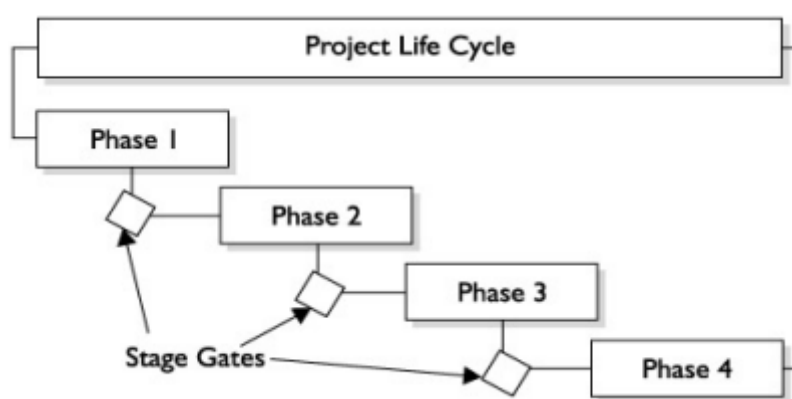 Project Life Cycle
Phase 1
Phase 2
Phase 3
Stage Gates
Phase 4